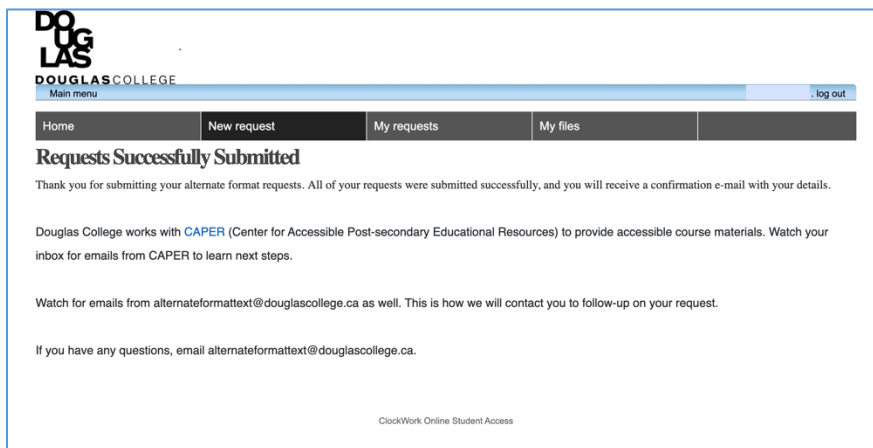 DO
UG
LAS
DOUGLASCOLLEGE
Main menu . log out
Home New request My requests My files
Requests Successfully Submitted
Thank you for submitting your alternate format requests. All of your requests were submitted successfully, and you will receive a confirmation e-mail with your details.
Douglas College works with CAPER (Center for Accessible Post-secondary Educational Resources) to provide accessible course materials. Watch your
inbox for emails from CAPER to learn next steps.
Watch for emails from alternateformattext@douglascollege.ca as well. This is how we will contact you to follow-up on your request.
If you have any questions, email alternateformattext@douglascollege.ca.
ClockWork Online Student Access